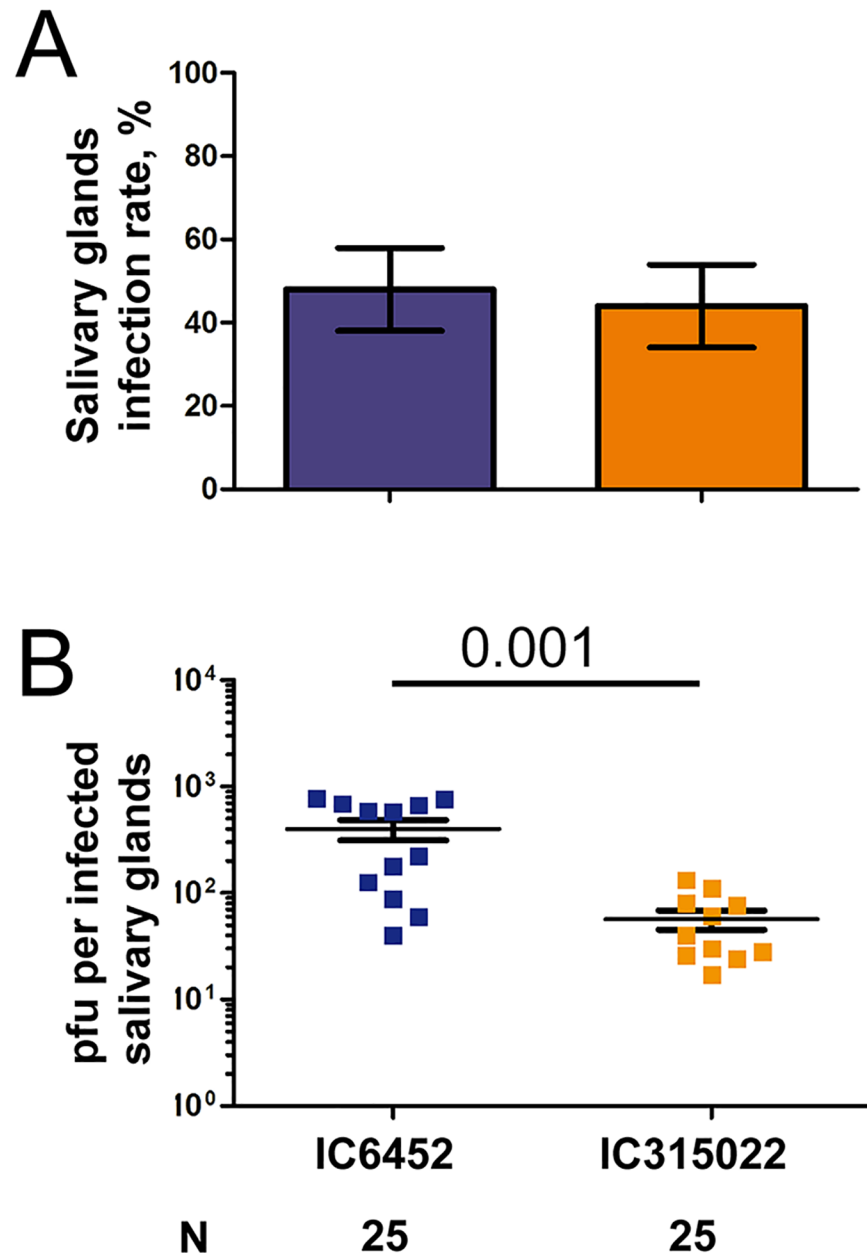 A
Salivary glands
infection rate, %
100
80
60
40
20
0
B
0.001
pfu per infected
salivary glands
10⁴
10³
10²
10¹
10⁰
IC6452 IC315022
N 25 25